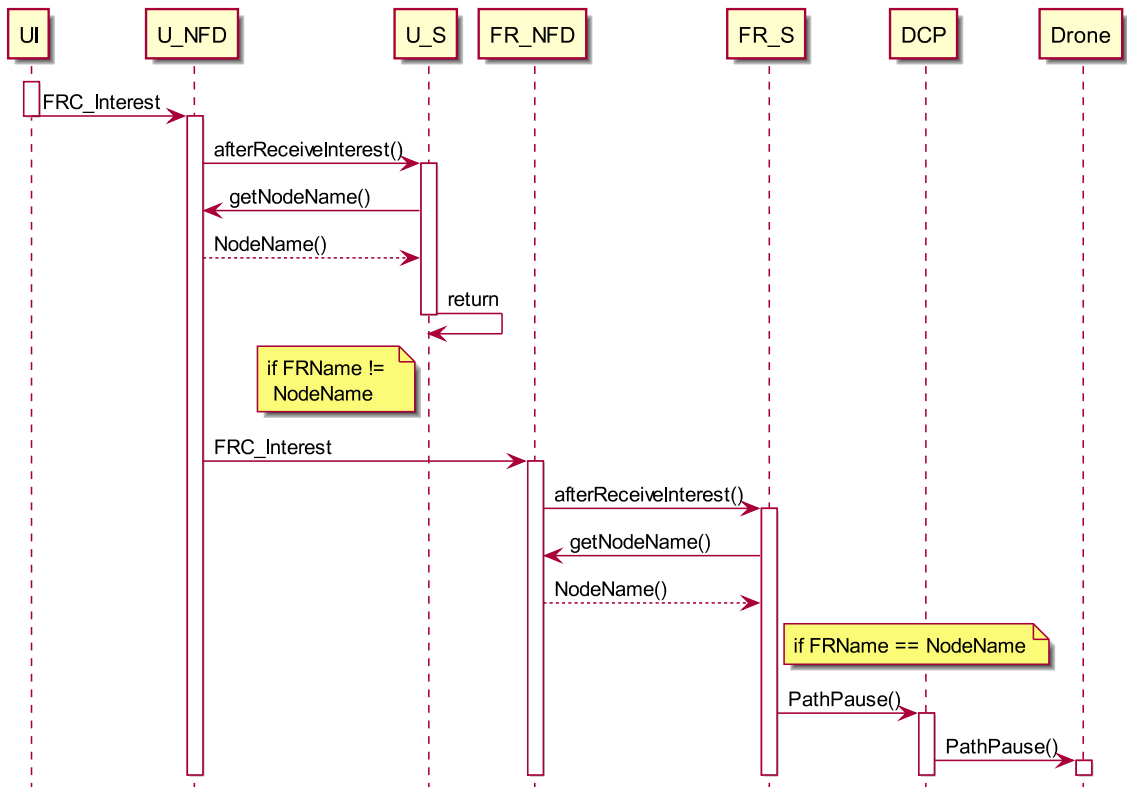 UI
U_NFD
U_S
FR_NFD
FR_S
DCP
Drone
FRC_Interest
afterReceiveInterest()
getNodeName()
NodeName()
return
if FRName !=
NodeName
FRC_Interest
afterReceiveInterest()
getNodeName()
NodeName()
if FRName == NodeName
PathPause()
PathPause()